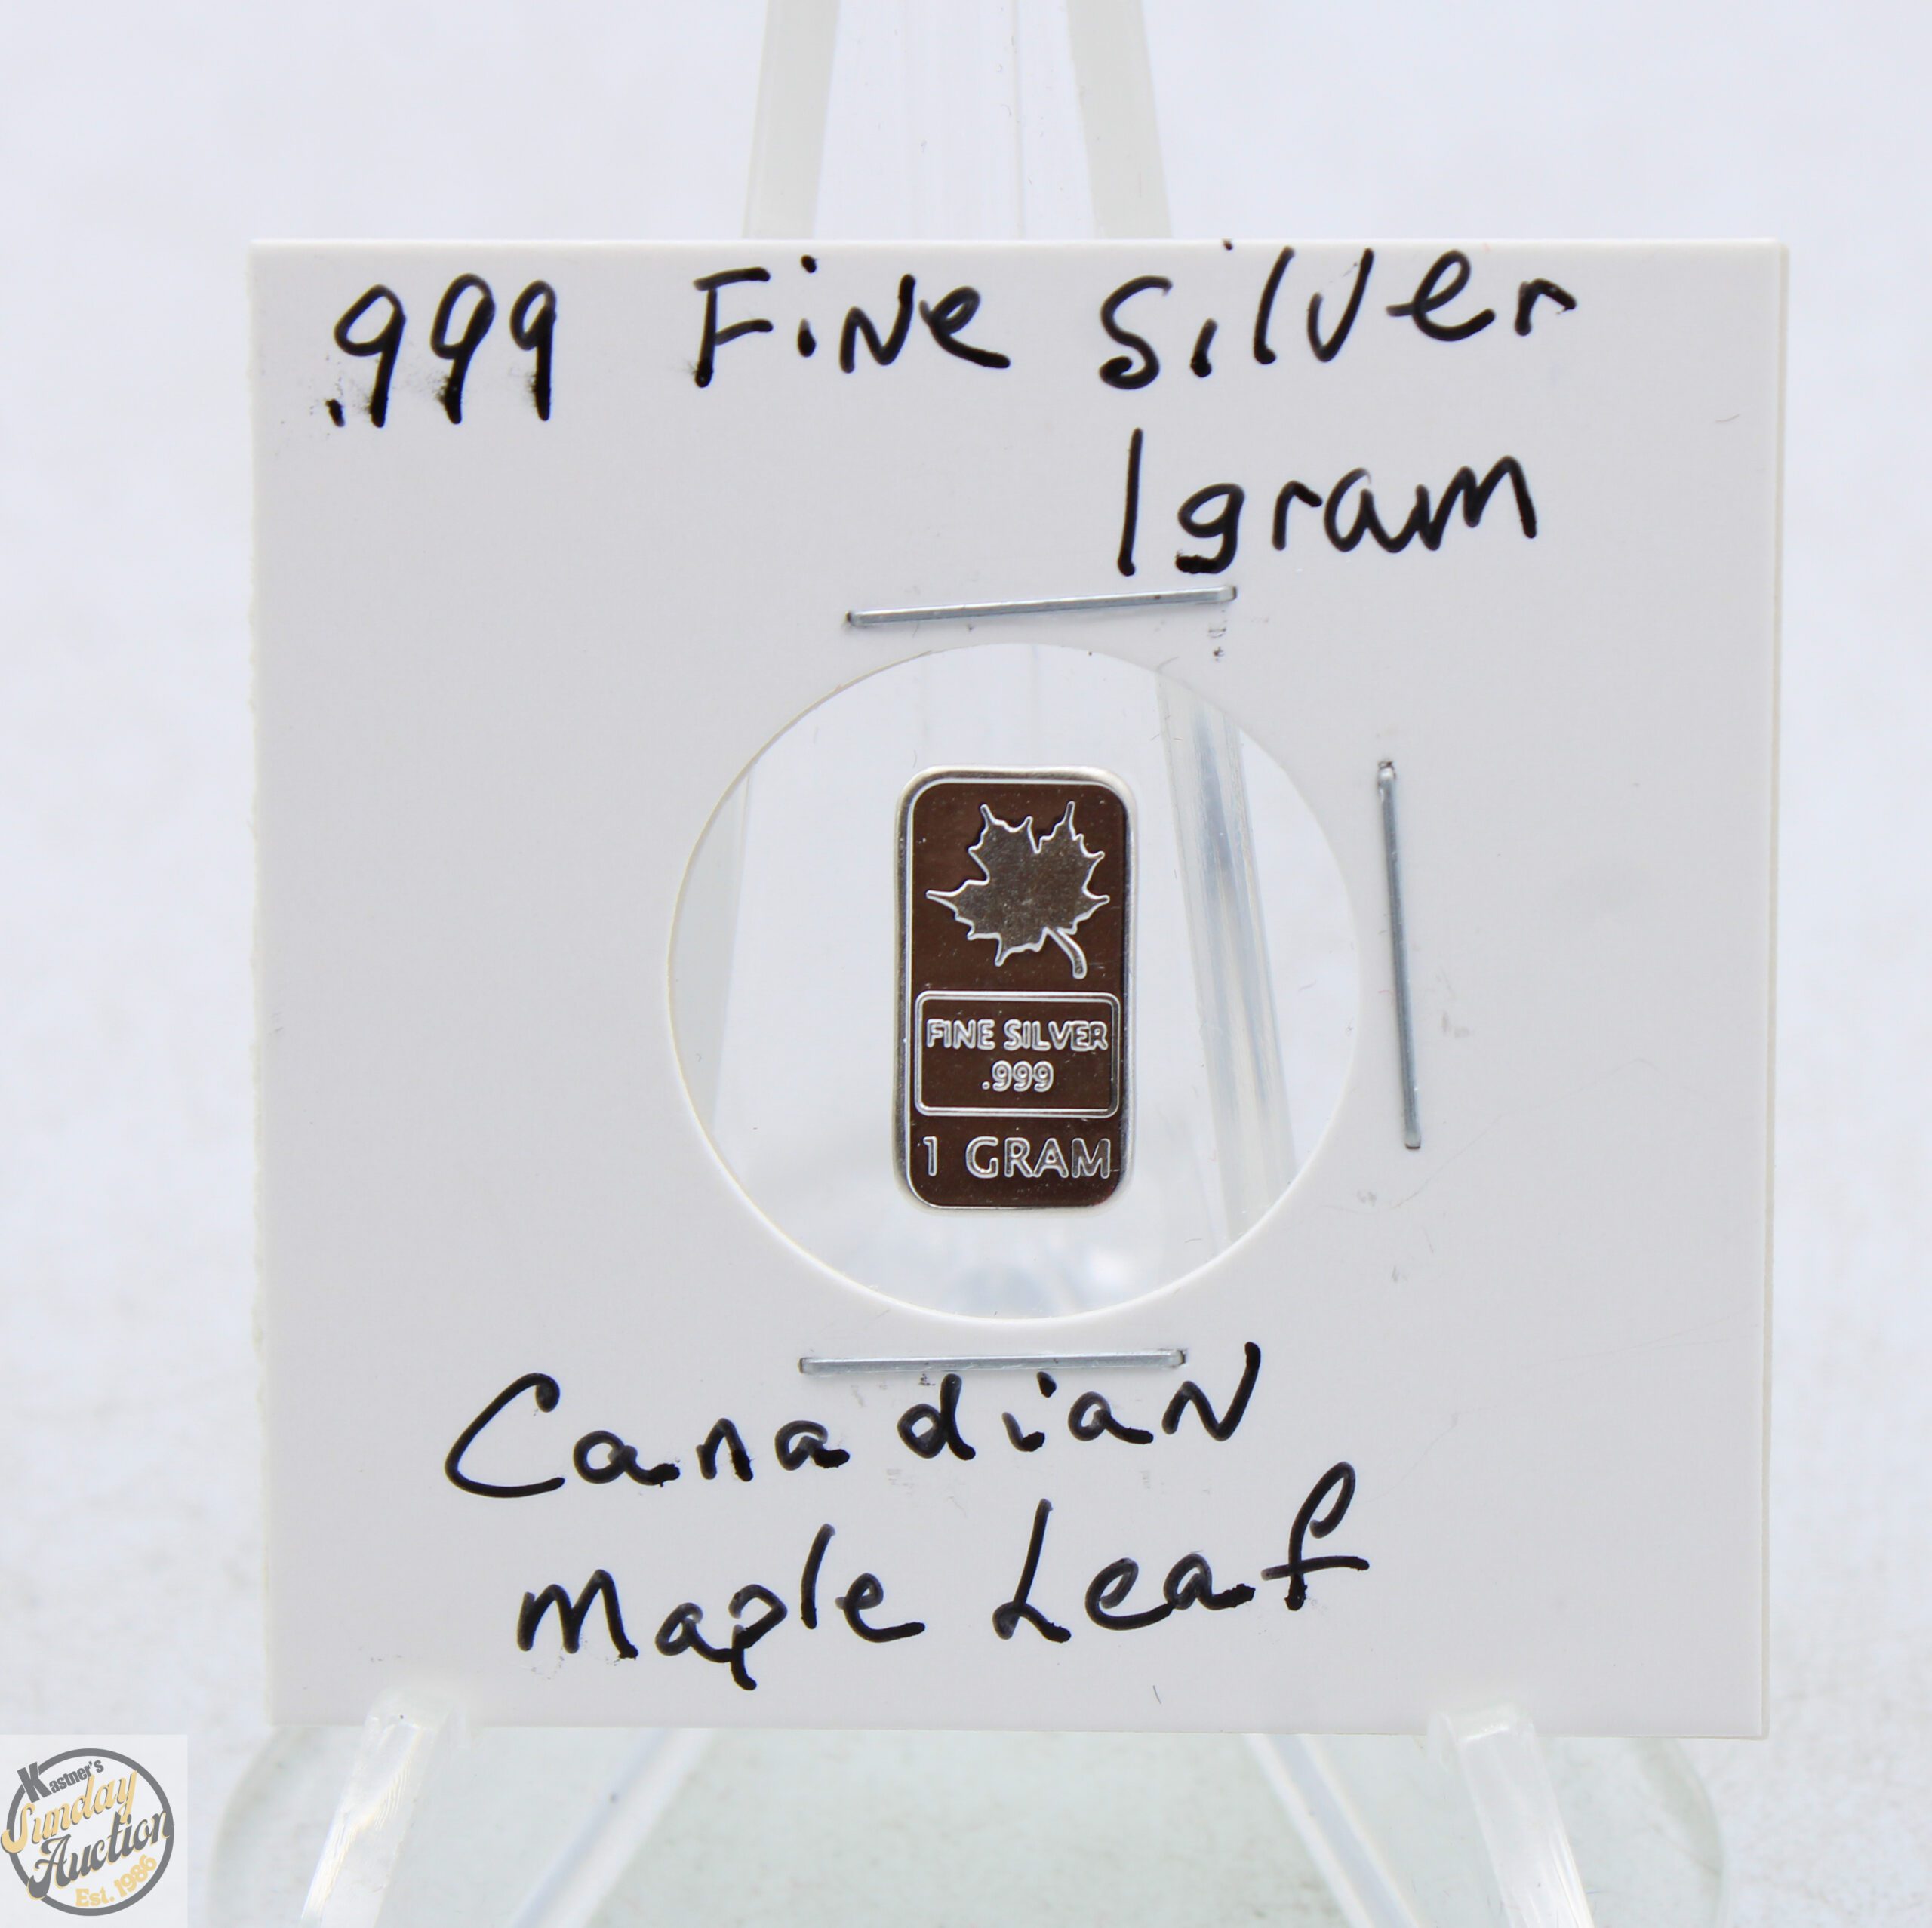 .999 Fine Silver
1gram
FINE SILVER
.999
1 GRAM
Canadian
Maple Leaf
Kastner's
Sunday
Auction
Est. 1986